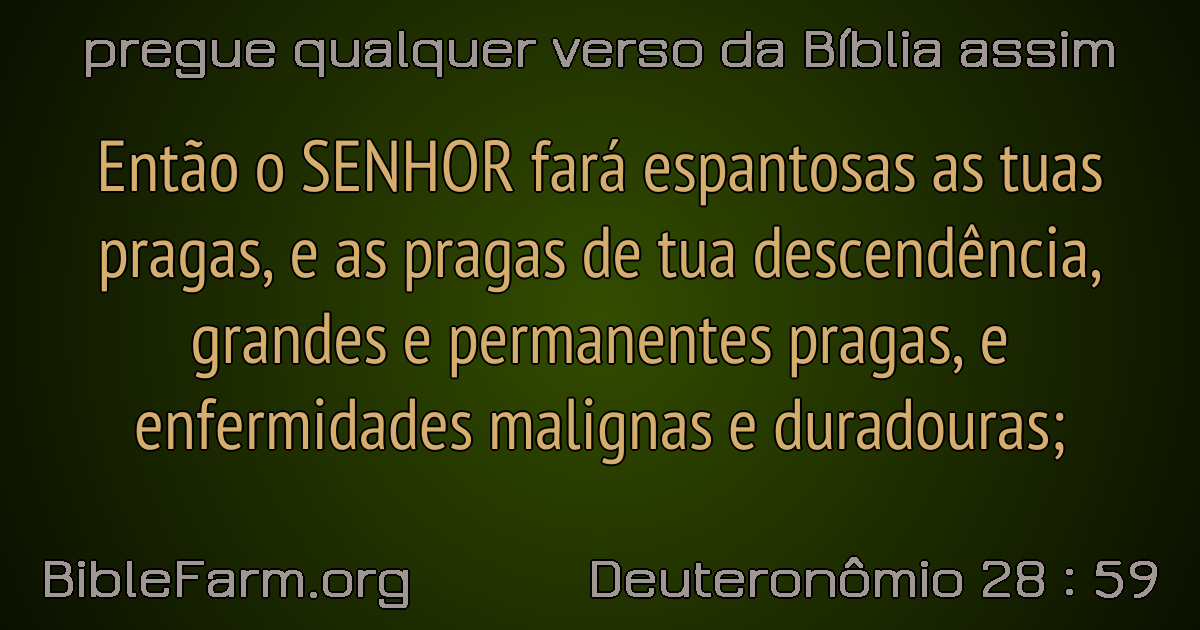 pregue qualquer verso da Bíblia assim
Então o SENHOR fará espantosas as tuas
pragas, e as pragas de tua descendência,
grandes e permanentes pragas, e
enfermidades malignas e duradouras;
BibleFarm.org
Deuteronômio 28 : 59